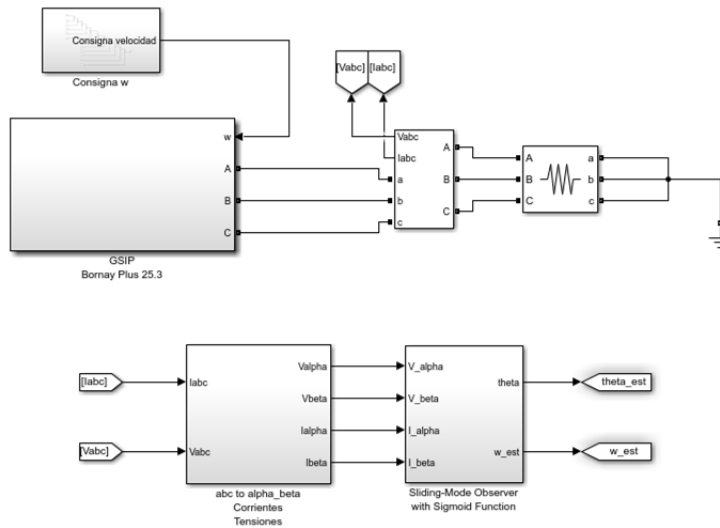 Consigna velocidad
Consigna w
[Vabc] [Iabc]
w
A
B
C
GSIP
Bornay Plus 25.3
Vabc
Iabc
a
b
c
A
B
C
A
B
C
a
b
c
[Iabc]
[Vabc]
Iabc
Vabc
Valpha
Vbeta
Ialpha
Ibeta
abc to alpha_beta
Corrientes
Tensiones
V_alpha
V_beta
I_alpha
I_beta
theta
w_est
Sliding-Mode Observer
with Sigmoid Function
theta_est
w_est